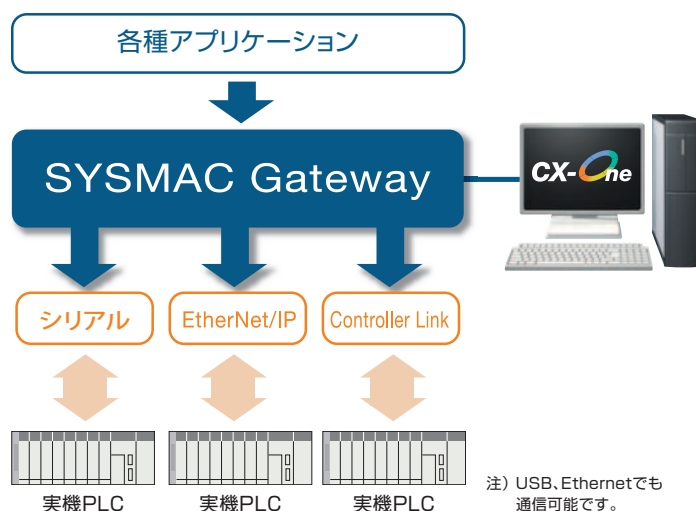 各種アプリケーション
SYSMAC Gateway
CX-One
シリアル
EtherNet/IP
Controller Link
実機PLC
実機PLC
実機PLC
注) USB、Ethernetでも
通信可能です。